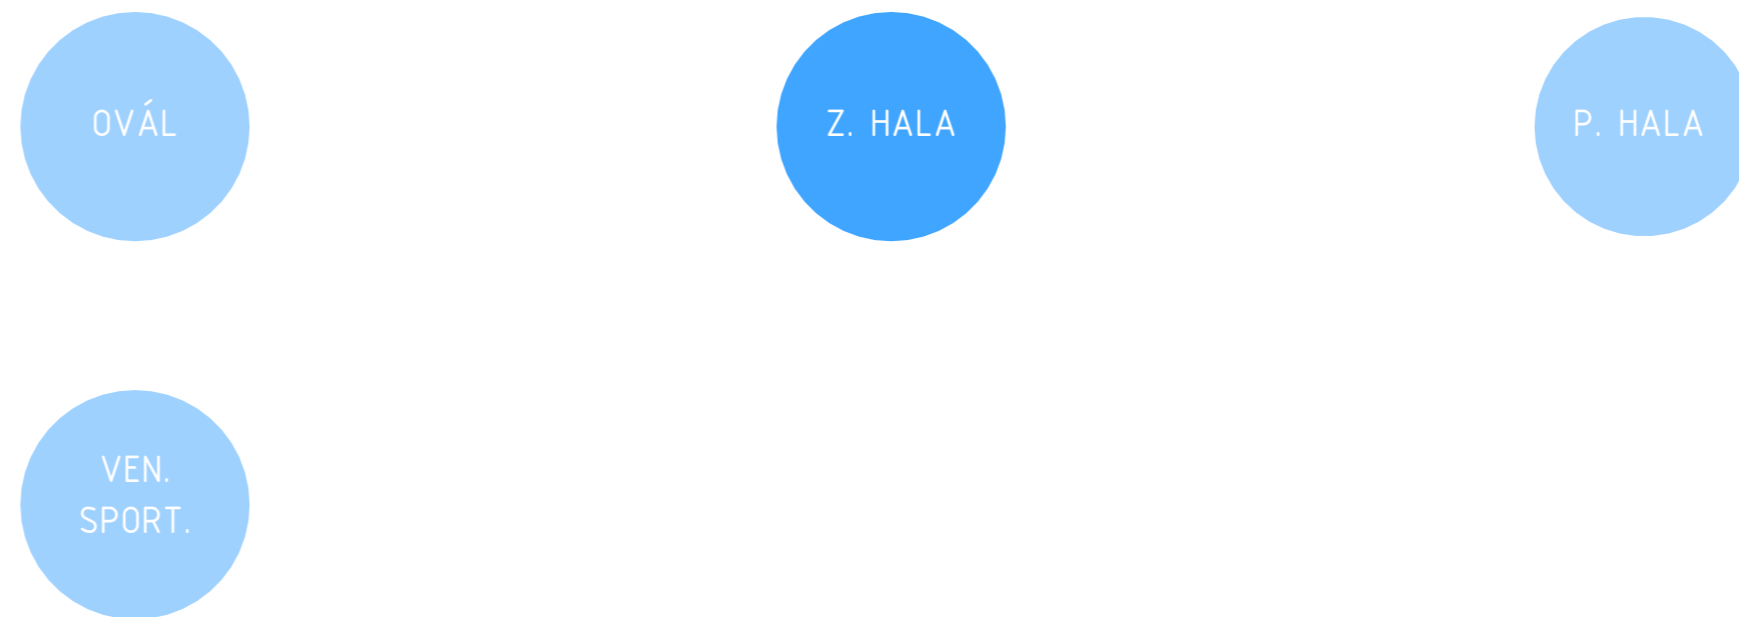 OVÁL
Z. HALA
P. HALA
VEN.
SPORT.